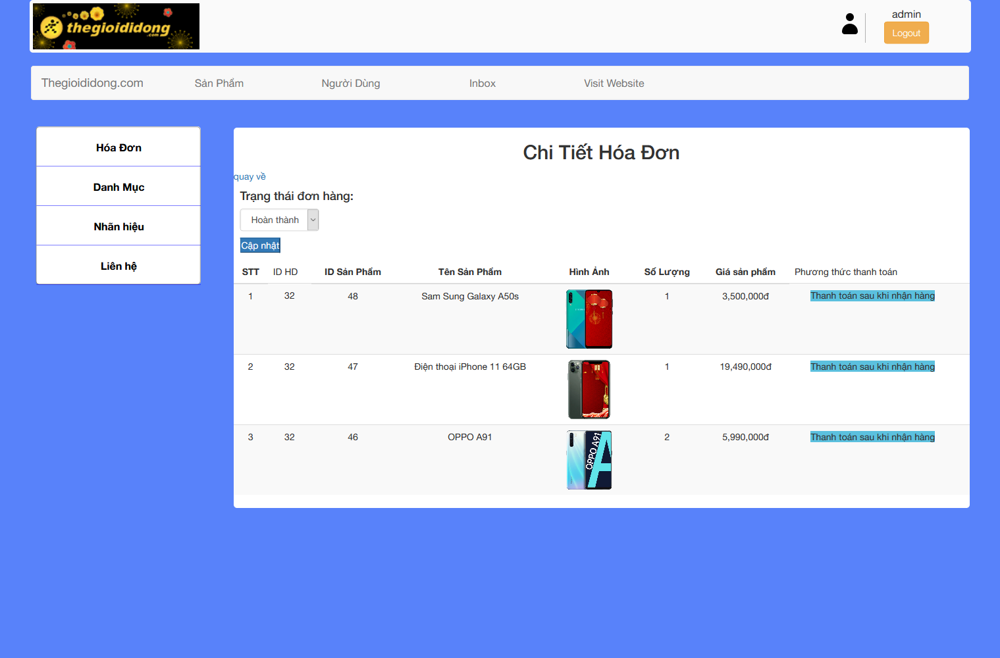 thegioididong
.com
admin
Logout
Thegioididong.com Sản Phẩm Người Dùng Inbox Visit Website
Hóa Đơn
Danh Mục
Nhãn hiệu
Liên hệ
Chi Tiết Hóa Đơn
quay về
Trạng thái đơn hàng:
Hoàn thành
Cập nhật
STT ID HD ID Sản Phẩm Tên Sản Phẩm Hình Ảnh Số Lượng Giá sản phẩm Phương thức thanh toán
1 32 48 Sam Sung Galaxy A50s 1 3,500,000đ Thanh toán sau khi nhận hàng
2 32 47 Điện thoại iPhone 11 64GB 1 19,490,000đ Thanh toán sau khi nhận hàng
3 32 46 OPPO A91 2 5,990,000đ Thanh toán sau khi nhận hàng
OPPO A91